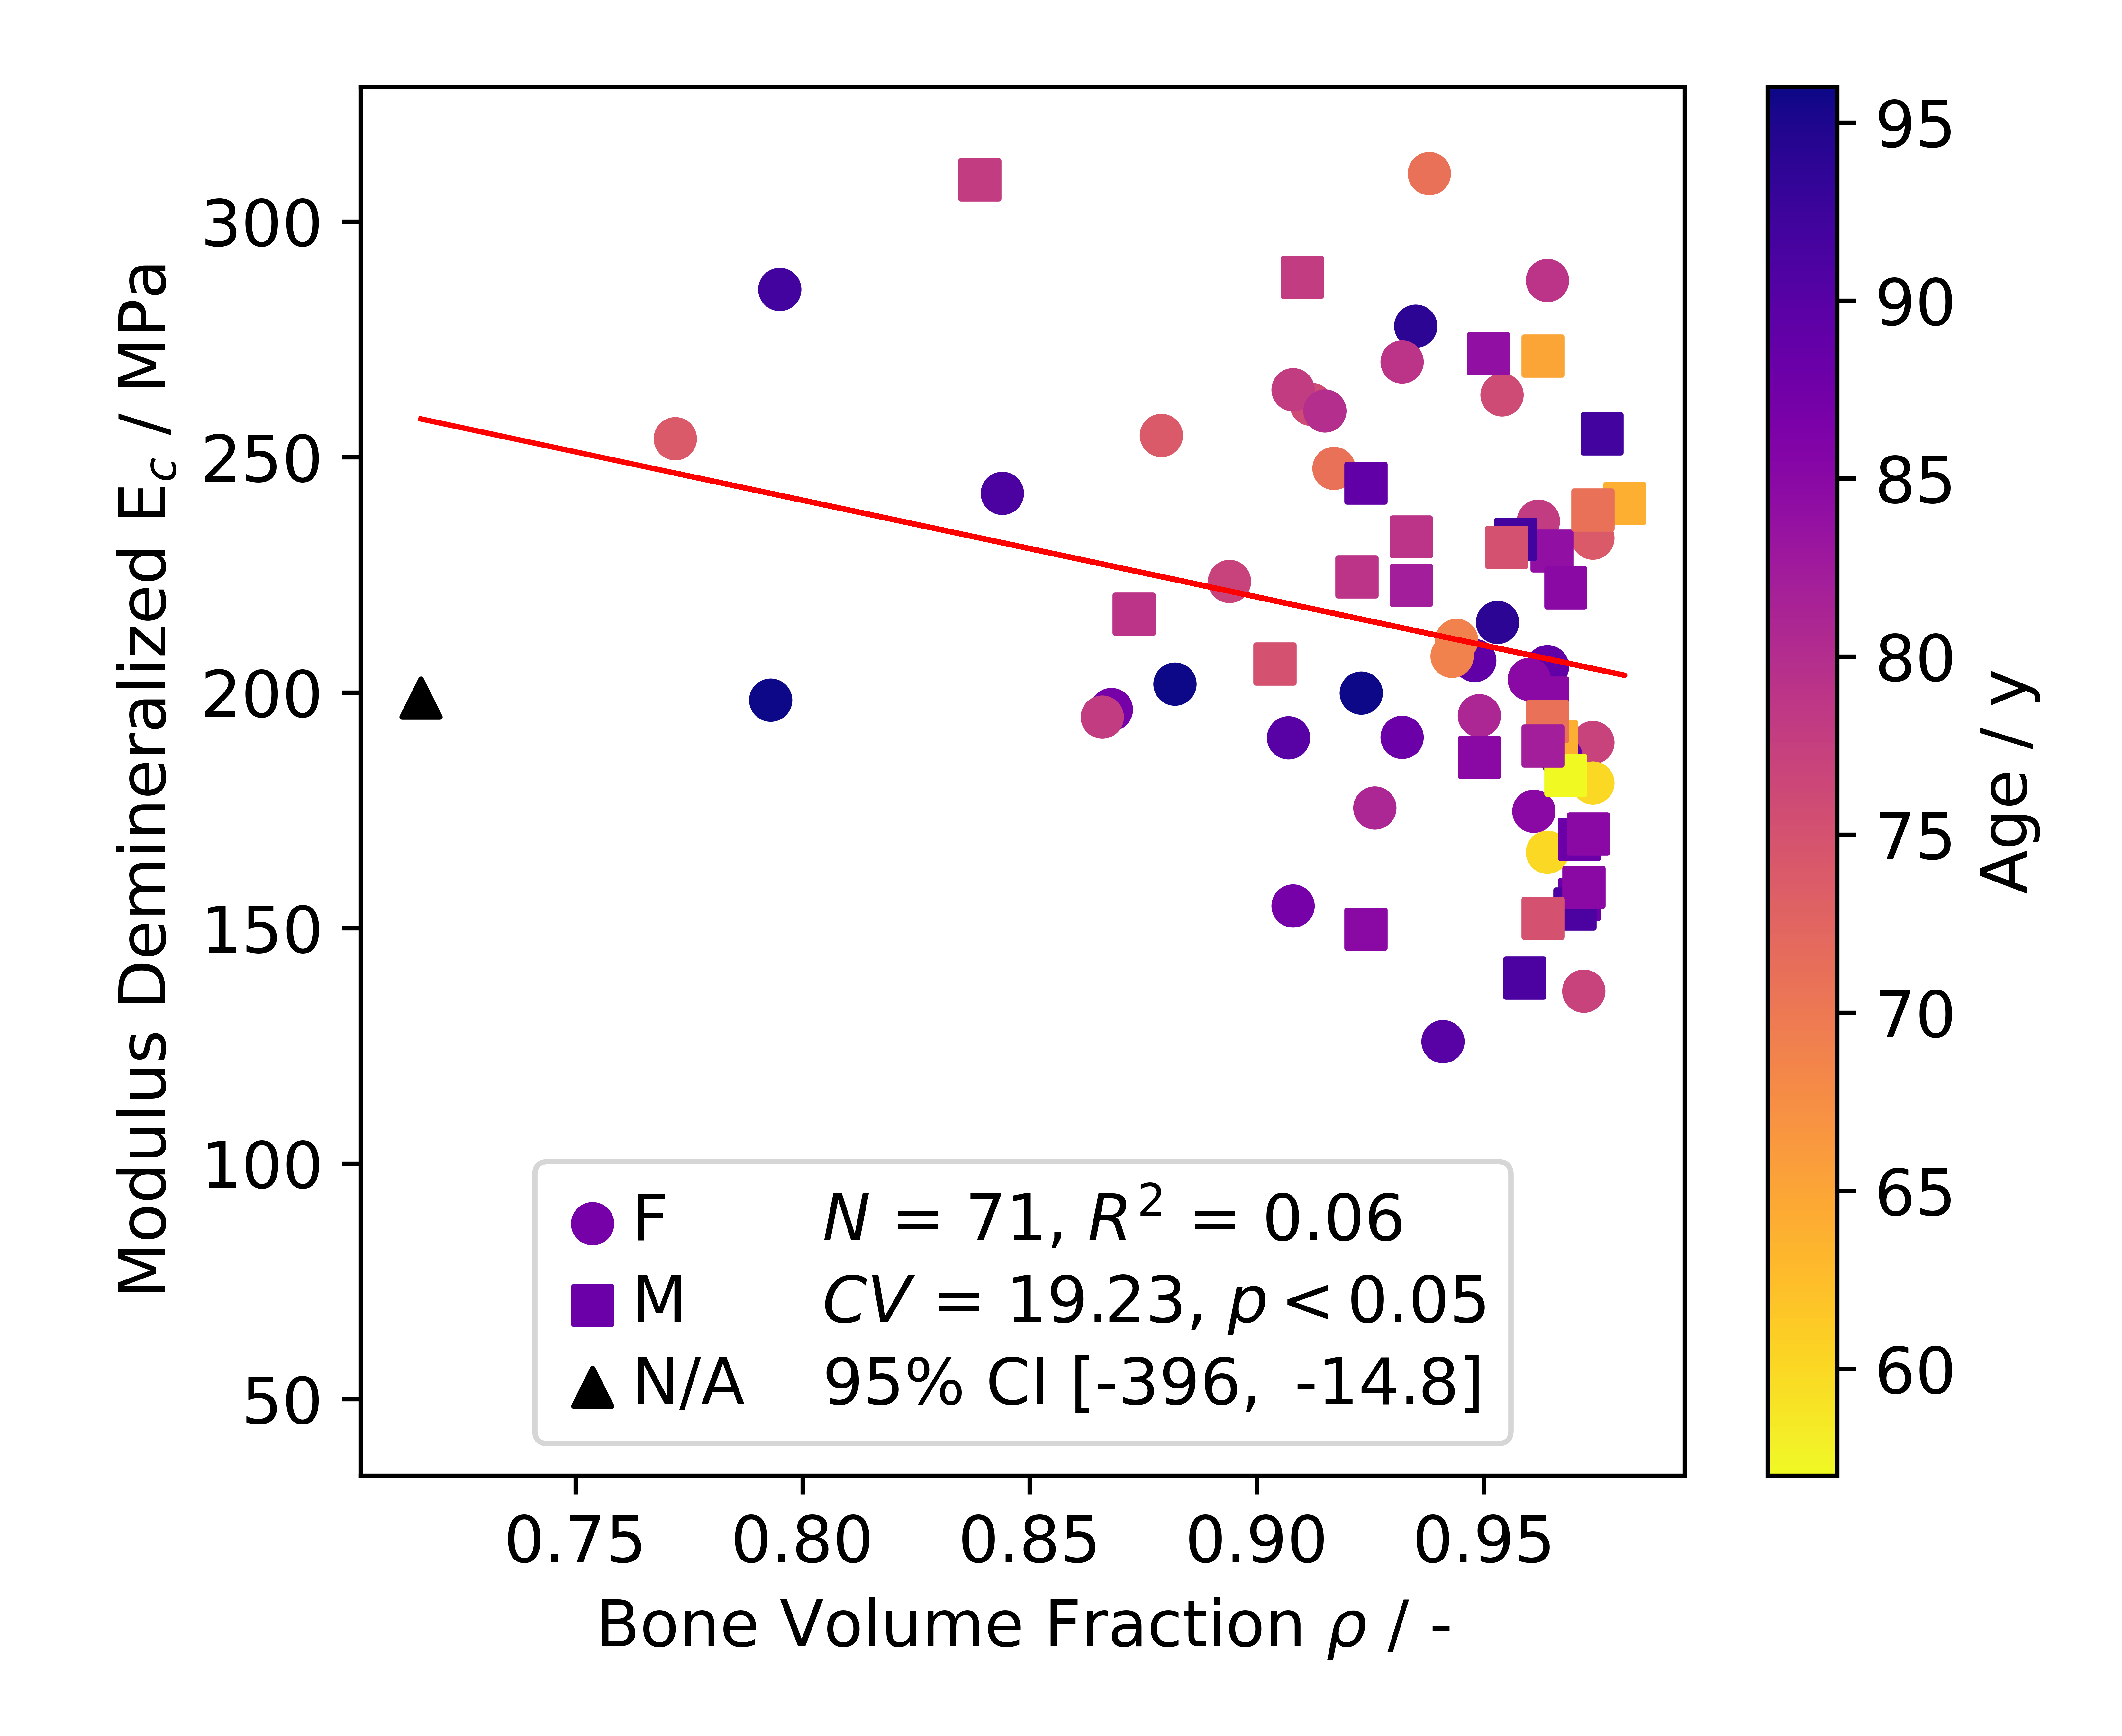 Modulus Demineralized E_c / MPa
300
250
200
150
100
50
F N = 71, R² = 0.06
M CV = 19.23, p < 0.05
N/A 95% CI [-396, -14.8]
0.75 0.80 0.85 0.90 0.95
Bone Volume Fraction ρ / -
95
90
85
80
75
70
65
60
Age / y